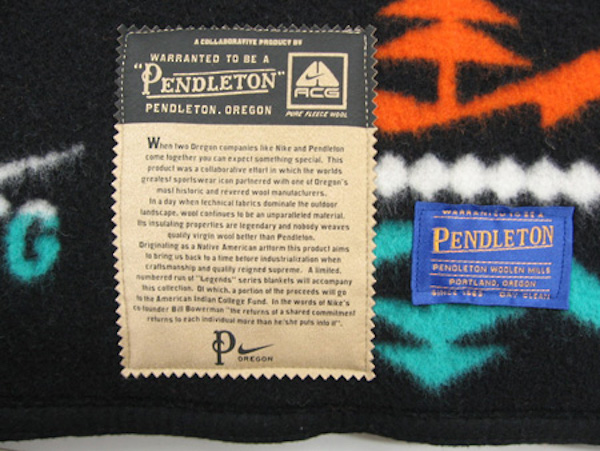 A COLLABORATIVE PRODUCT BY
WARRANTED TO BE A
"PENDLETON"
PENDLETON, OREGON
ACG
PURE FLEECE WOOL
When two Oregon companies like Nike and Pendleton
come together you can expect something special. This
product was a collaborative effort in which the worlds
greatest sportswear icon partnered with one of Oregon's
most historic and revered wool manufacturers.
In a day when technical fabrics dominate the outdoor
landscape, wool continues to be an unparalleled material.
Its insulating properties are legendary and nobody weaves
quality virgin wool better than Pendleton.
Originating as a Native American artform this product aims
to bring us back to a time before industrialization when
craftsmanship and quality reigned supreme. A limited,
numbered run of "Legends" series blankets will accompany
this collection. Of which, a portion of the proceeds will go
to the American Indian College Fund. In the words of Nike's
co founder Bill Bowerman "the returns of a shared commitment
returns to each individual more than he/she puts into it".
P
OREGON
WARRANTED TO BE A
PENDLETON
PENDLETON WOOLEN MILLS
PORTLAND, OREGON
SINCE 1863 DRY CLEAN
G